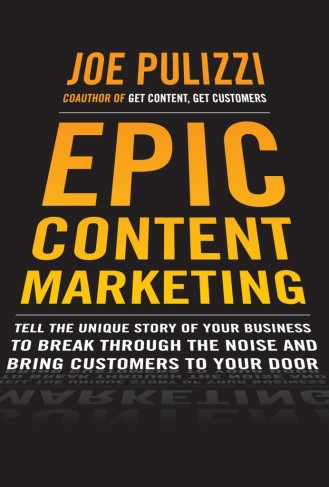 JOE PULIZZI
COAUTHOR OF GET CONTENT, GET CUSTOMERS
EPIC
CONTENT
MARKETING
TELL THE UNIQUE STORY OF YOUR BUSINESS
TO BREAK THROUGH THE NOISE AND
BRING CUSTOMERS TO YOUR DOOR